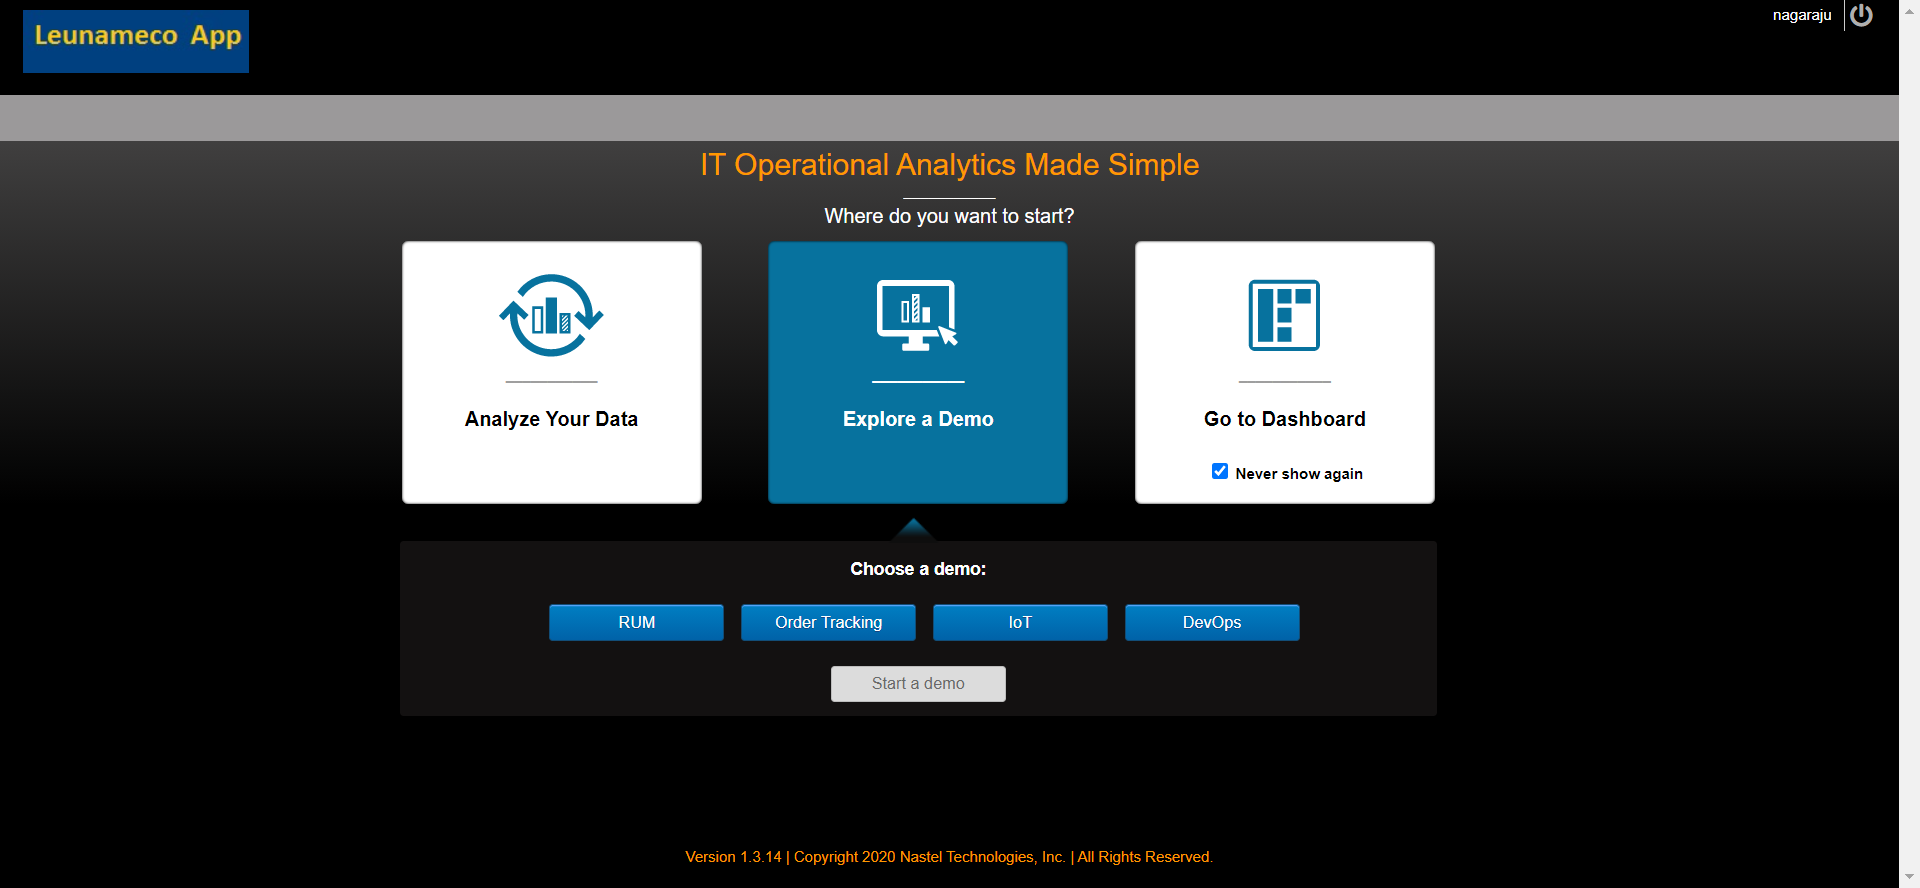 Leunameco App
nagaraju
IT Operational Analytics Made Simple
Where do you want to start?
Analyze Your Data
Explore a Demo
Go to Dashboard
Never show again
Choose a demo:
RUM
Order Tracking
IoT
DevOps
Start a demo
Version 1.3.14 | Copyright 2020 Nastel Technologies, Inc. | All Rights Reserved.